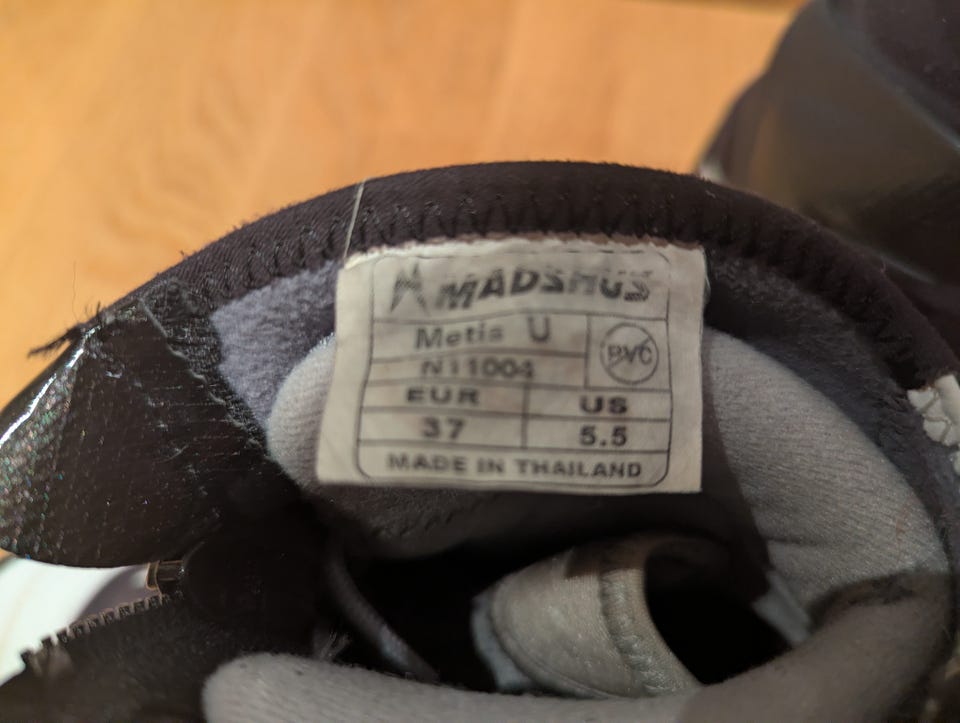 MADSHUS
Metis U
N11004
PVC
EUR US
37 5.5
MADE IN THAILAND